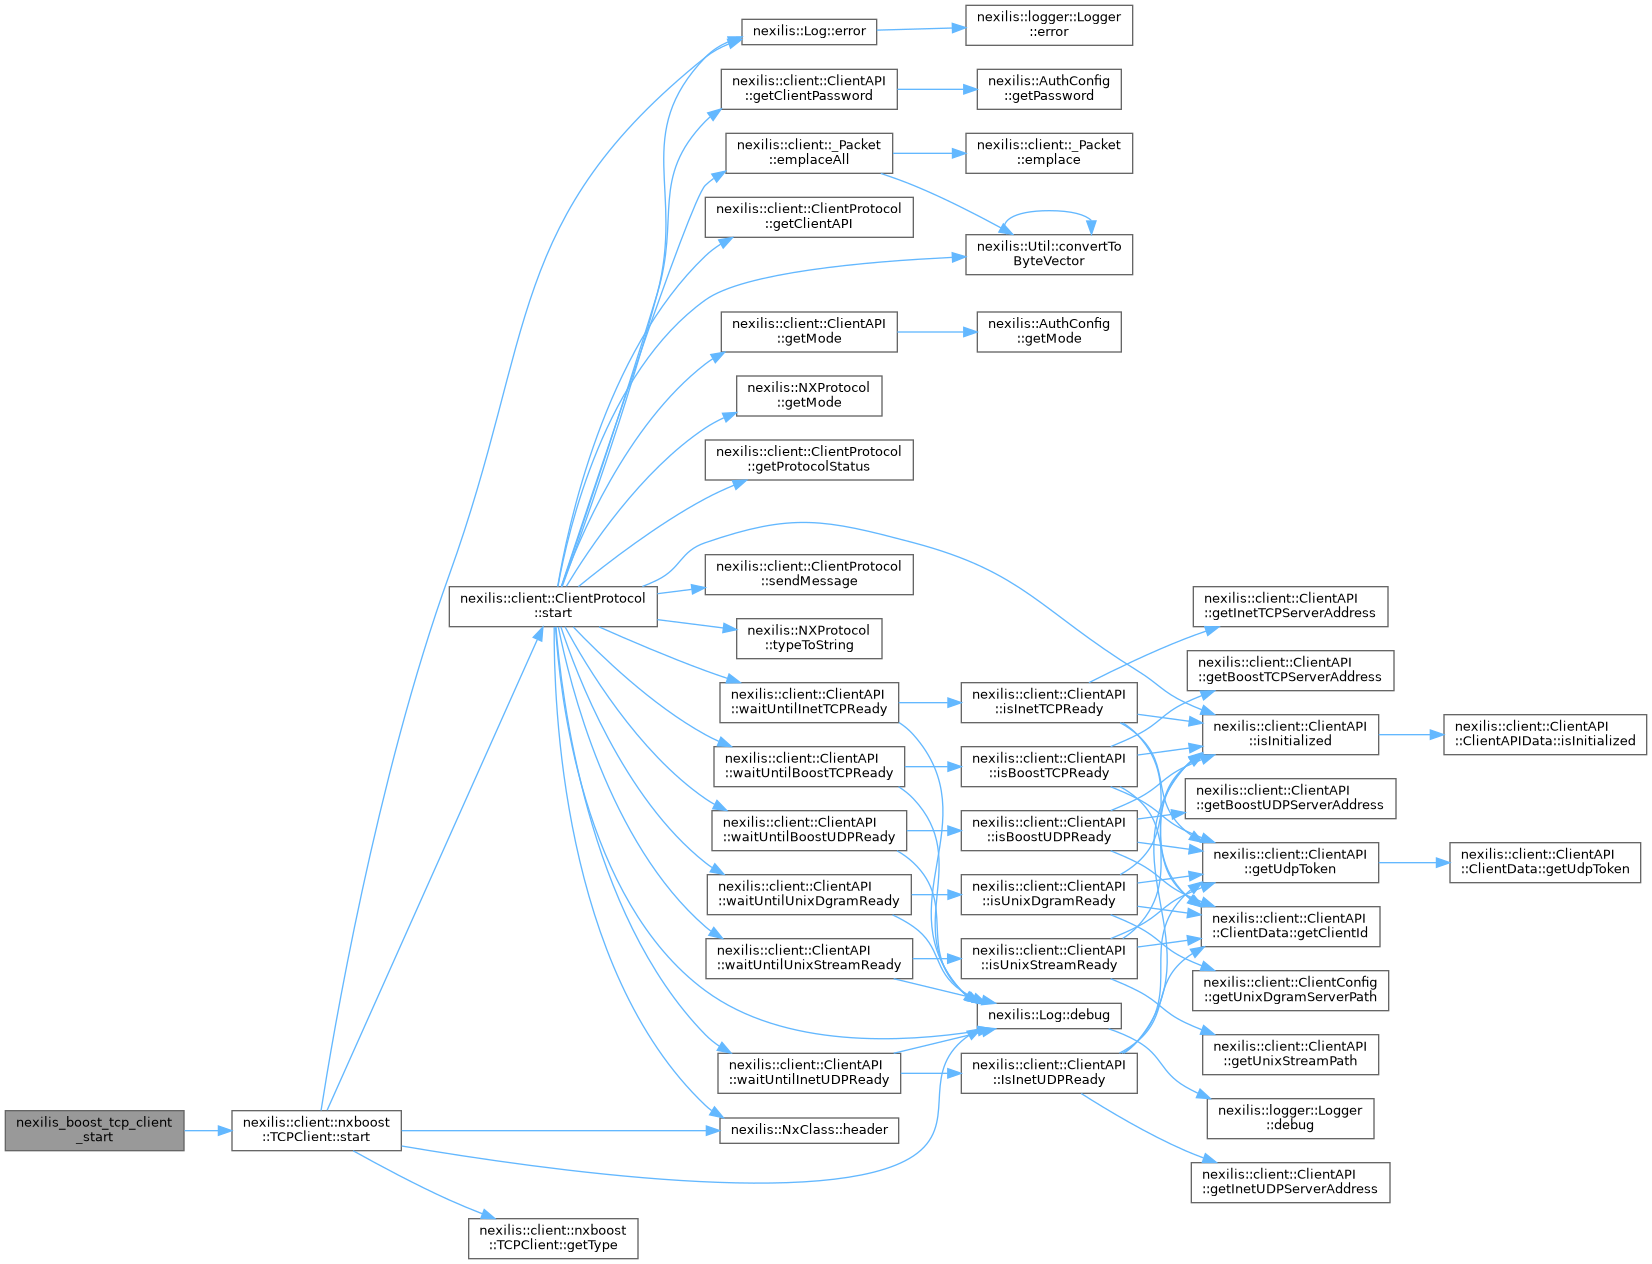 nexilis_boost_tcp_client
_start
nexilis::client::nxboost
::TCPClient::start
nexilis::client::ClientProtocol
::start
nexilis::client::nxboost
::TCPClient::getType
nexilis::Log::error
nexilis::client::ClientAPI
::getClientPassword
nexilis::client::_Packet
::emplaceAll
nexilis::client::ClientProtocol
::getClientAPI
nexilis::client::ClientAPI
::getMode
nexilis::NXProtocol
::getMode
nexilis::client::ClientProtocol
::getProtocolStatus
nexilis::client::ClientProtocol
::sendMessage
nexilis::NXProtocol
::typeToString
nexilis::client::ClientAPI
::waitUntilInetTCPReady
nexilis::client::ClientAPI
::waitUntilBoostTCPReady
nexilis::client::ClientAPI
::waitUntilBoostUDPReady
nexilis::client::ClientAPI
::waitUntilUnixDgramReady
nexilis::client::ClientAPI
::waitUntilUnixStreamReady
nexilis::client::ClientAPI
::waitUntilInetUDPReady
nexilis::NxClass::header
nexilis::logger::Logger
::error
nexilis::AuthConfig
::getPassword
nexilis::client::_Packet
::emplace
nexilis::Util::convertTo
ByteVector
nexilis::AuthConfig
::getMode
nexilis::client::ClientAPI
::isInetTCPReady
nexilis::client::ClientAPI
::isBoostTCPReady
nexilis::client::ClientAPI
::isBoostUDPReady
nexilis::client::ClientAPI
::isUnixDgramReady
nexilis::client::ClientAPI
::isUnixStreamReady
nexilis::Log::debug
nexilis::client::ClientAPI
::IsInetUDPReady
nexilis::client::ClientAPI
::getInetTCPServerAddress
nexilis::client::ClientAPI
::getBoostTCPServerAddress
nexilis::client::ClientAPI
::isInitialized
nexilis::client::ClientAPI
::getBoostUDPServerAddress
nexilis::client::ClientAPI
::getUdpToken
nexilis::client::ClientAPI
::ClientData::getClientId
nexilis::client::ClientConfig
::getUnixDgramServerPath
nexilis::client::ClientAPI
::getUnixStreamPath
nexilis::logger::Logger
::debug
nexilis::client::ClientAPI
::getInetUDPServerAddress
nexilis::client::ClientAPI
::ClientAPIData::isInitialized
nexilis::client::ClientAPI
::ClientData::getUdpToken